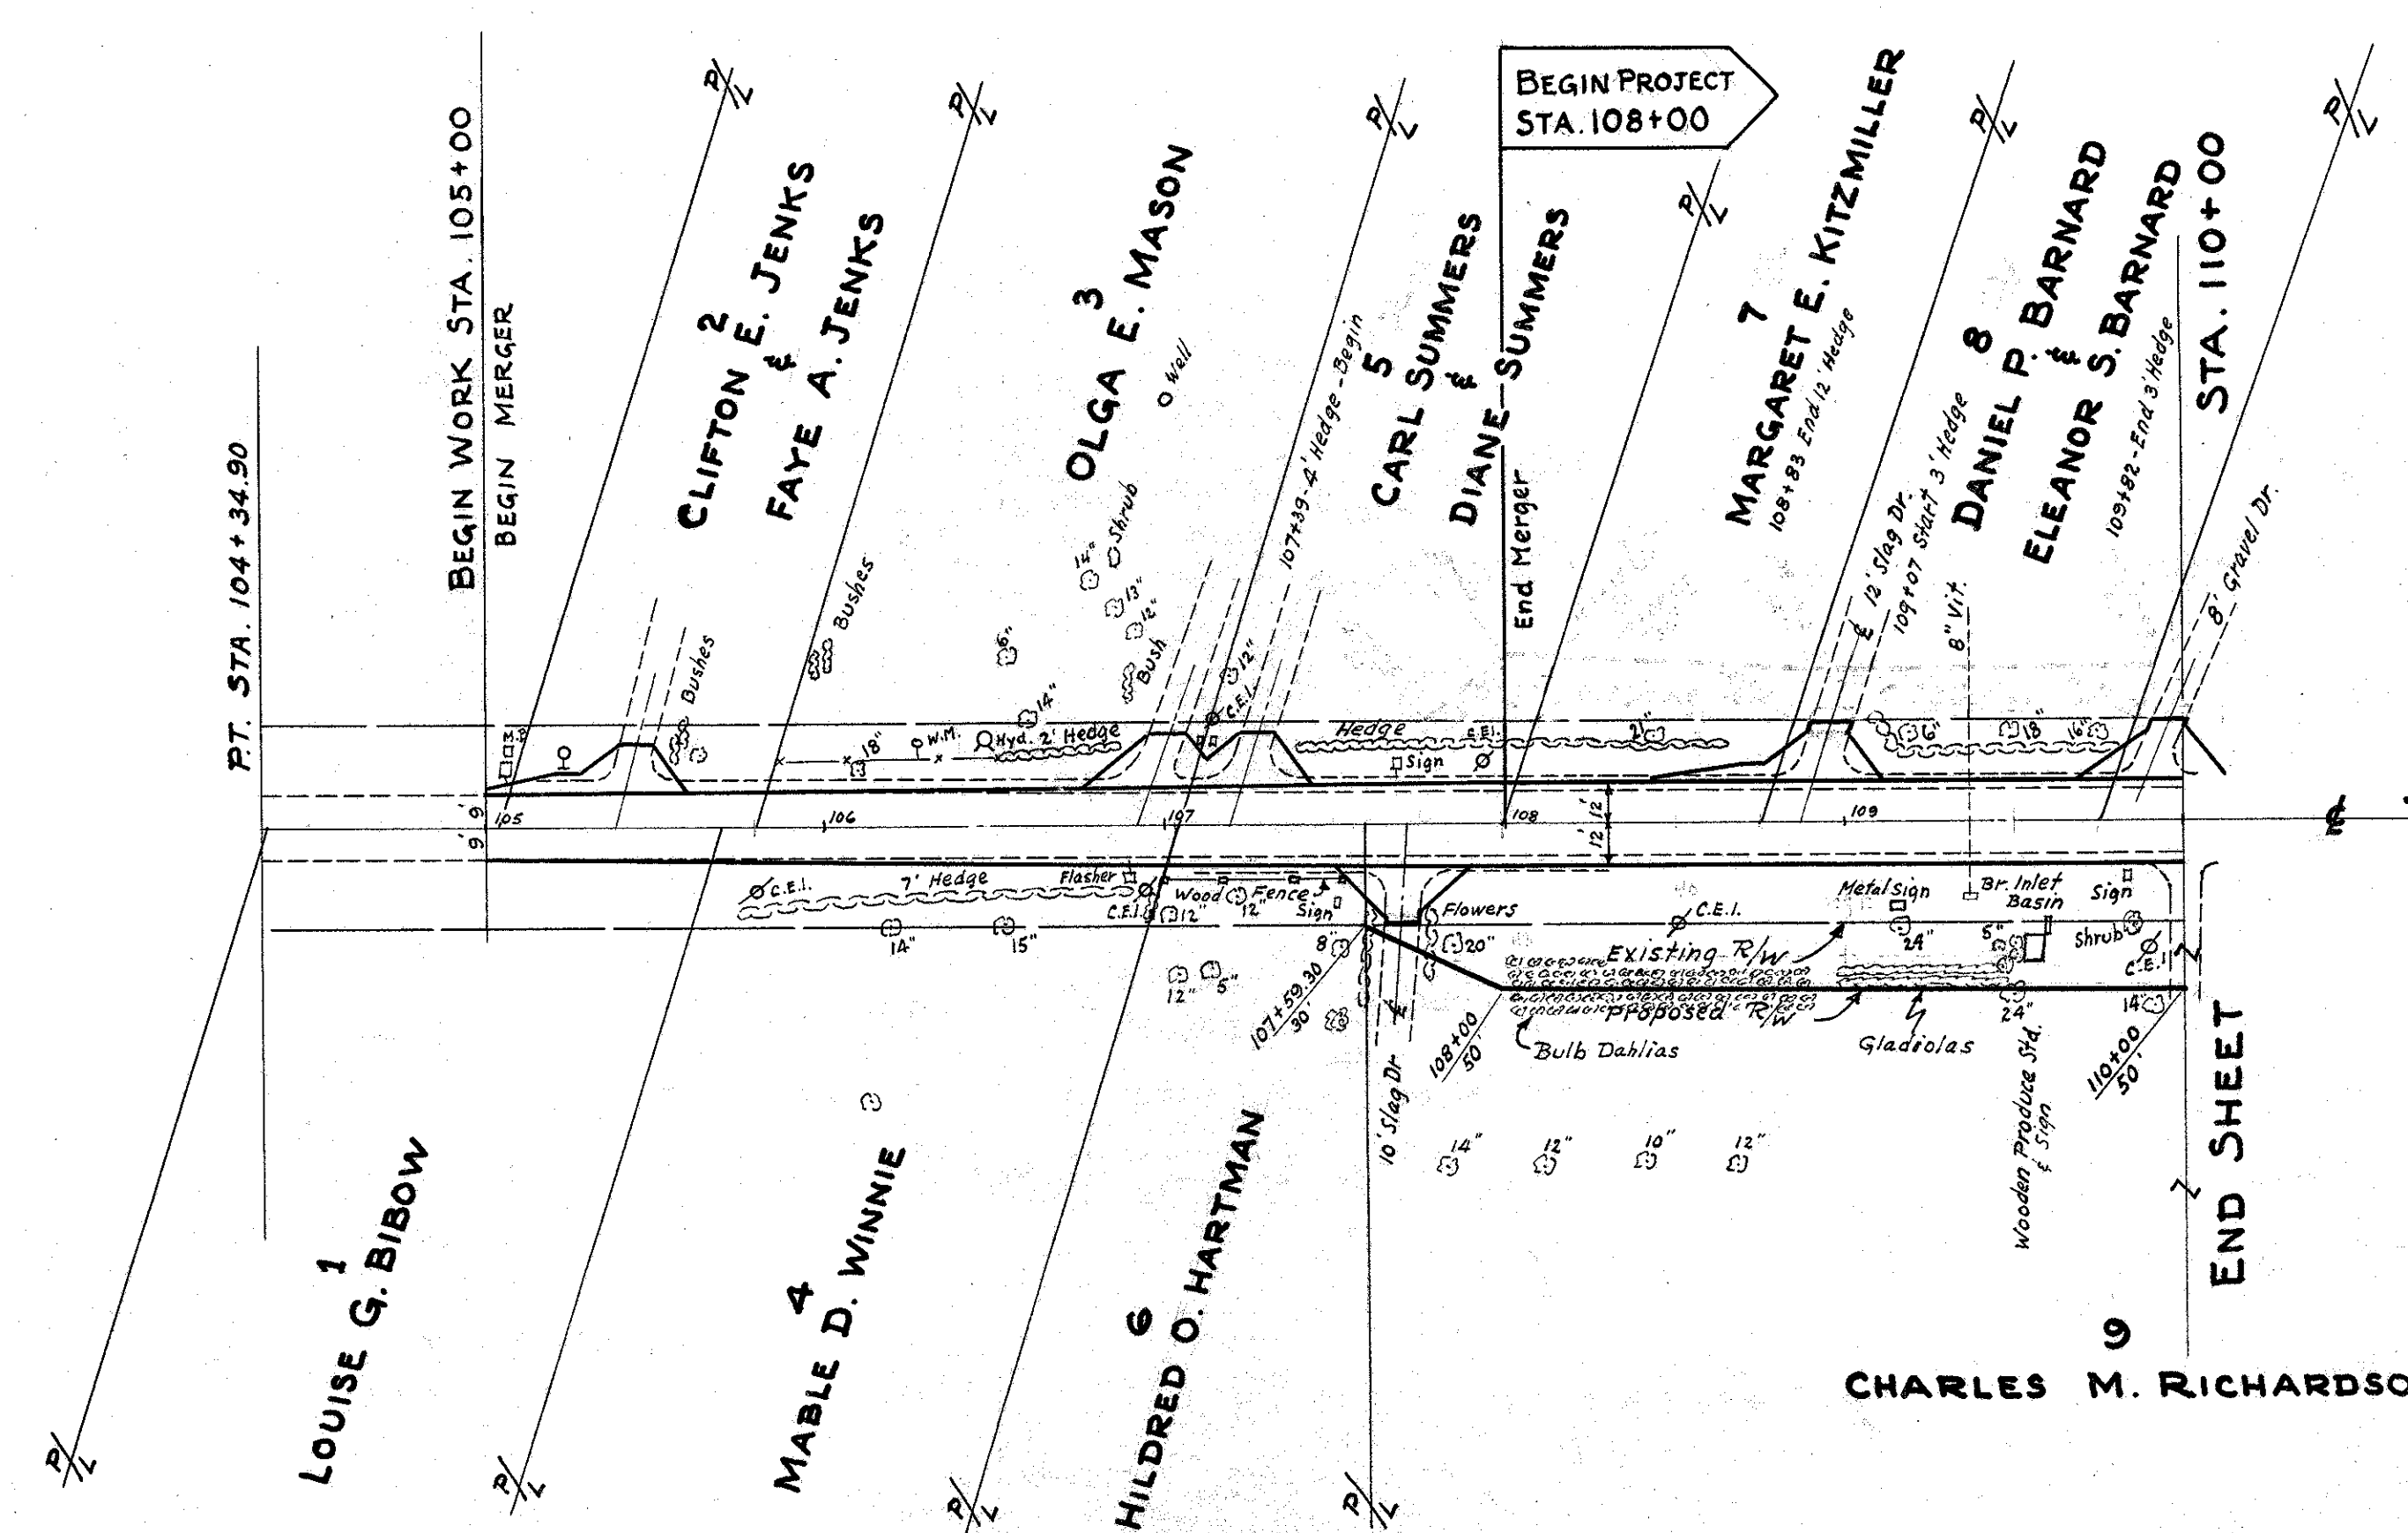 P/L
P/L
P/L
P/L
P/L
P/L
BEGIN PROJECT
STA. 108+00
P.T. STA. 104+34.90
BEGIN WORK STA. 105+00
BEGIN MERGER
2
CLIFTON E. JENKS
&
FAYE A. JENKS
3
OLGA E. MASON
Well
107+39-4' Hedge-Begin
5
CARL SUMMERS
&
DIANE SUMMERS
End Merger
7
MARGARET E. KITZMILLER
108+83 End 12' Hedge
12' Slag Dr.
109+07 Start 3' Hedge
8
DANIEL P. BARNARD
&
ELEANOR S. BARNARD
109+82-End 3' Hedge
STA. 110+00
8' Gravel Dr.
8" Vit.
Bushes
Bushes
6"
14"
Shrub
13"
12"
Bush
12"
C.E.I.
18"
W.M.
14"
Hyd. 2' Hedge
Hedge
C.E.I.
21"
Sign
6"
18"
16"
9'
9'
105
106
107
108
109
12'
12'
C.E.I.
7' Hedge
Flasher
C.E.I.
12"
Wood Fence
12"
Sign
Flowers
C.E.I.
Metal Sign
Br. Inlet
Basin
Sign
14"
15"
8"
20"
24"
5"
Shrub
C.E.I.
Existing R/W
Proposed R/W
12"
5"
107+59.30
30'
10' Slag Dr
108+00
50'
Bulb Dahlias
Gladiolas
24"
14"
110+00
50'
Wooden Produce Std.
& Sign
14"
12"
10"
12"
END SHEET
1
LOUISE G. BIBOW
4
MABLE D. WINNIE
6
HILDRED O. HARTMAN
9
CHARLES M. RICHARDSO
P/L
P/L
P/L
P/L